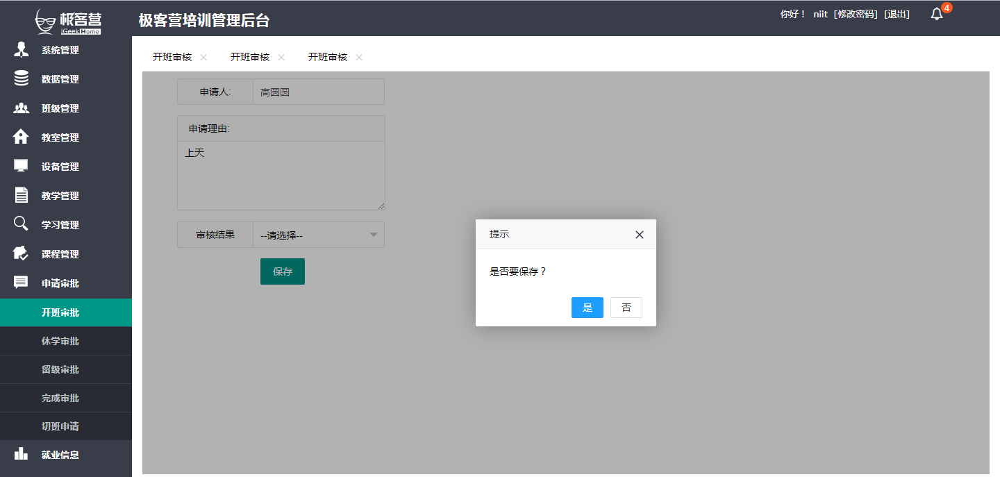 极客营
iGeekHome
极客营培训管理后台
你好！ niit [修改密码] [退出]
4
系统管理
数据管理
班级管理
教室管理
设备管理
教学管理
学习管理
课程管理
申请审批
开班审批
休学审批
留级审批
完成审批
切班申请
就业信息
开班审核 开班审核 开班审核
申请人: 高圆圆
申请理由:
上天
审核结果 --请选择--
保存
提示
是否要保存？
是 否